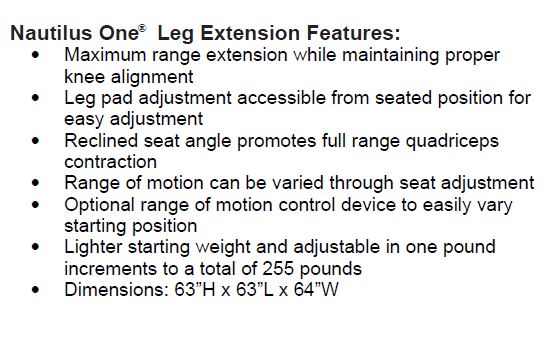 Nautilus One® Leg Extension Features:
• Maximum range extension while maintaining proper
knee alignment
• Leg pad adjustment accessible from seated position for
easy adjustment
• Reclined seat angle promotes full range quadriceps
contraction
• Range of motion can be varied through seat adjustment
• Optional range of motion control device to easily vary
starting position
• Lighter starting weight and adjustable in one pound
increments to a total of 255 pounds
• Dimensions: 63”H x 63”L x 64”W